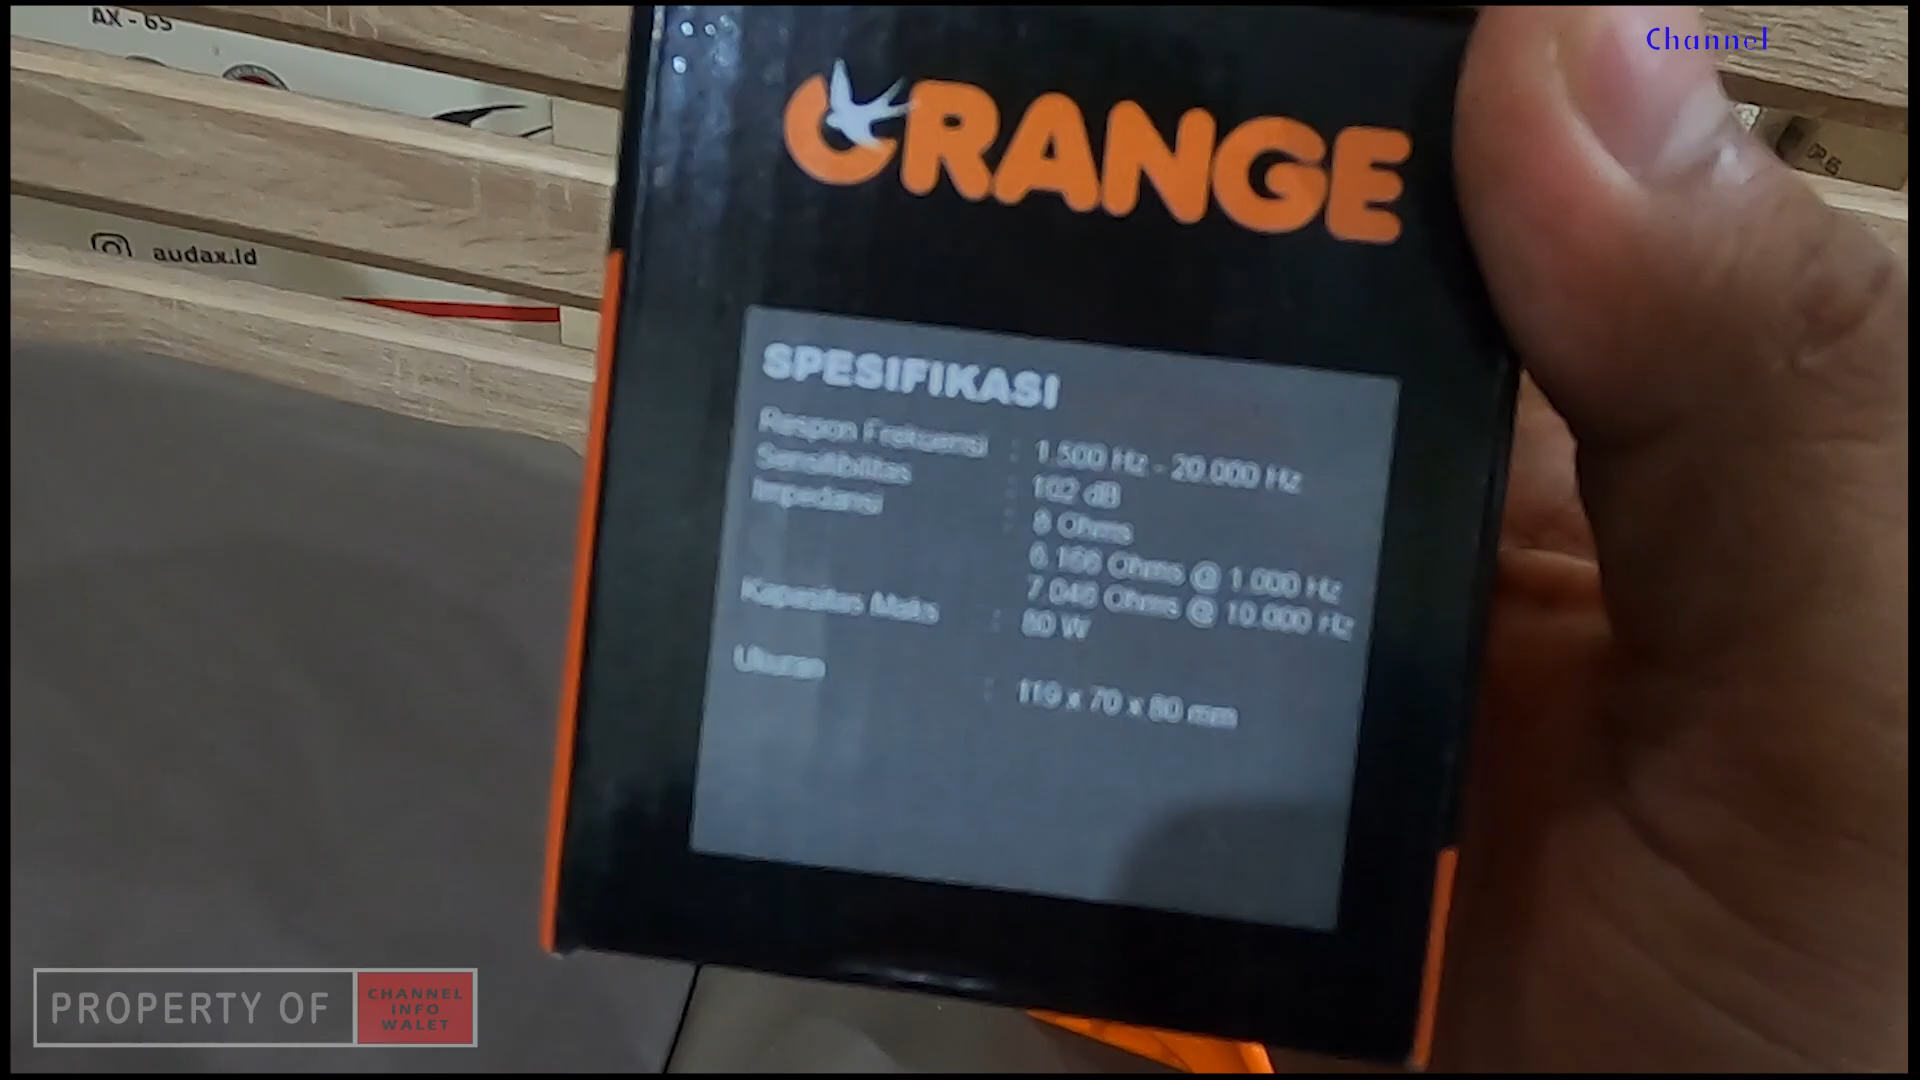 AX - 65
Channel
ORANGE
audax.id
SPESIFIKASI
Respon Frekuensi : 1.500 Hz - 20.000 Hz
Sensitibilitas : 102 dB
Impedansi : 8 Ohms
6.166 Ohms @ 1.000 Hz
7.046 Ohms @ 10.000 Hz
Kapasitas Maks : 80 W
Ukuran : 119 x 70 x 80 mm
PROPERTY OF
CHANNEL
INFO
WALET